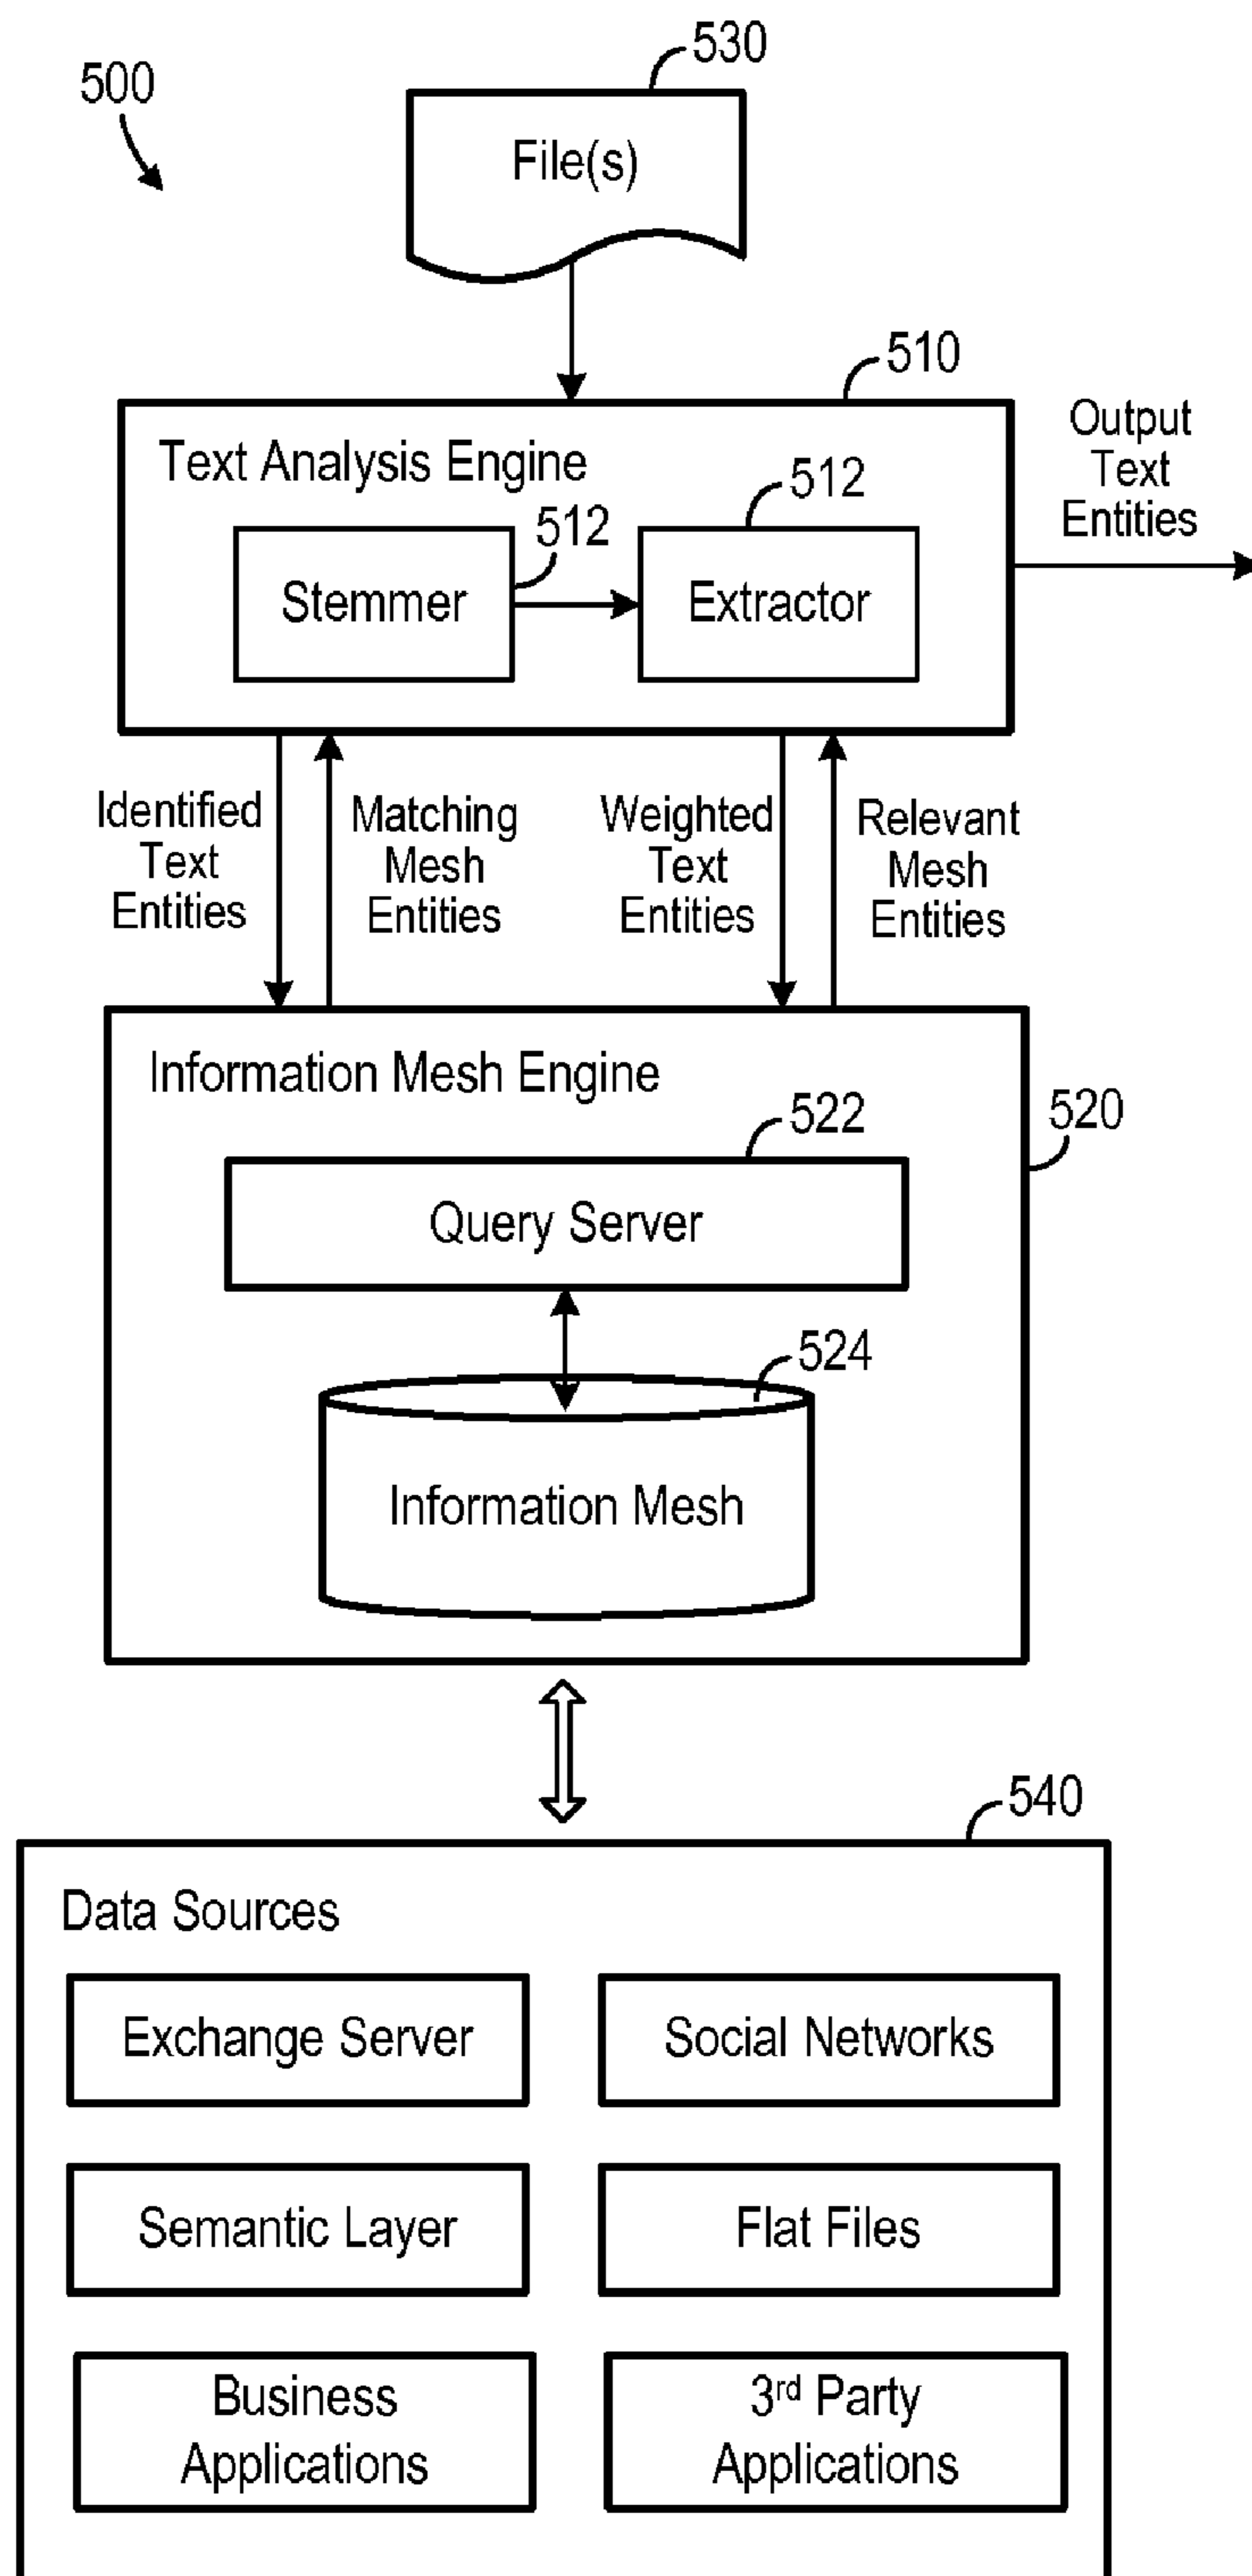 530
500
File(s)
510
Output
Text
Entities
Text Analysis Engine
512
512
Stemmer
Extractor
Identified
Text
Entities
Matching
Mesh
Entities
Weighted
Text
Entities
Relevant
Mesh
Entities
Information Mesh Engine
520
522
Query Server
524
Information Mesh
540
Data Sources
Exchange Server
Social Networks
Semantic Layer
Flat Files
Business
Applications
3rd Party
Applications